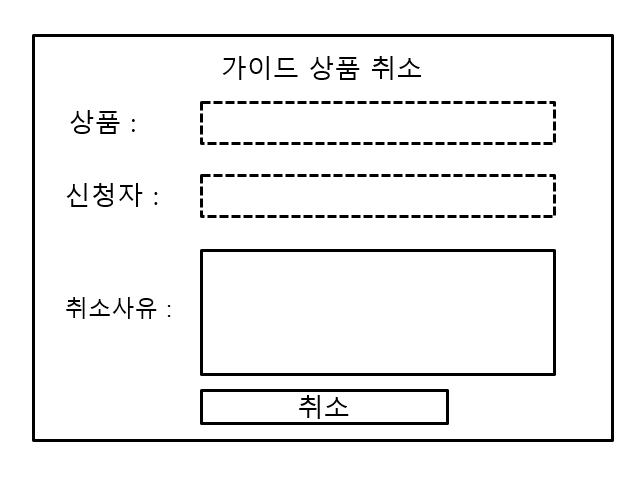 가이드 상품 취소
상품 :
신청자 :
취소사유 :
취소